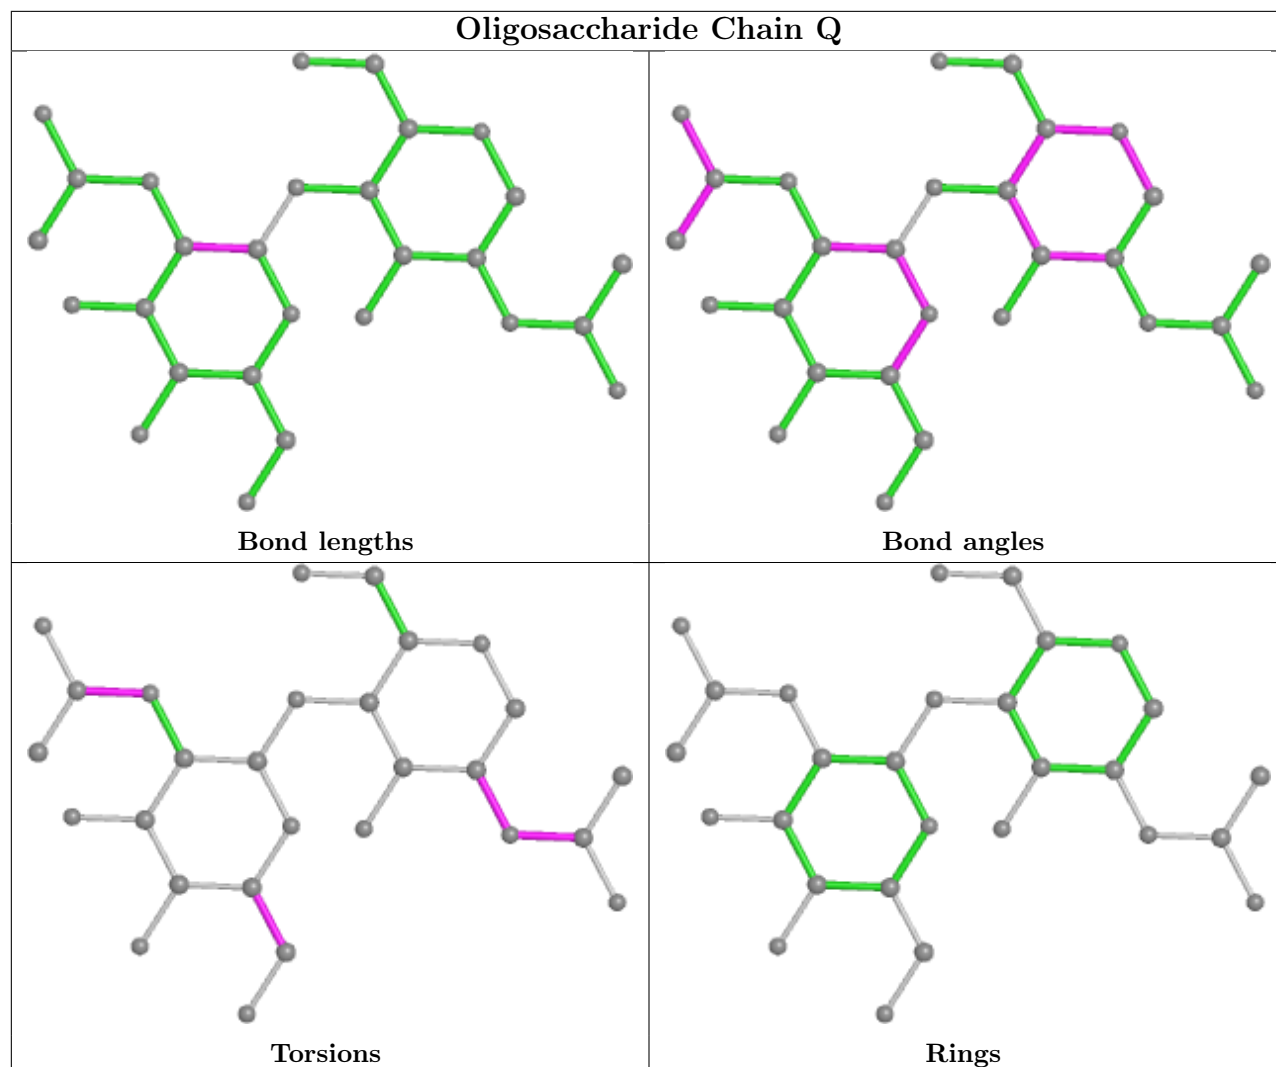 Oligosaccharide Chain Q
Bond lengths
Bond angles
Torsions
Rings